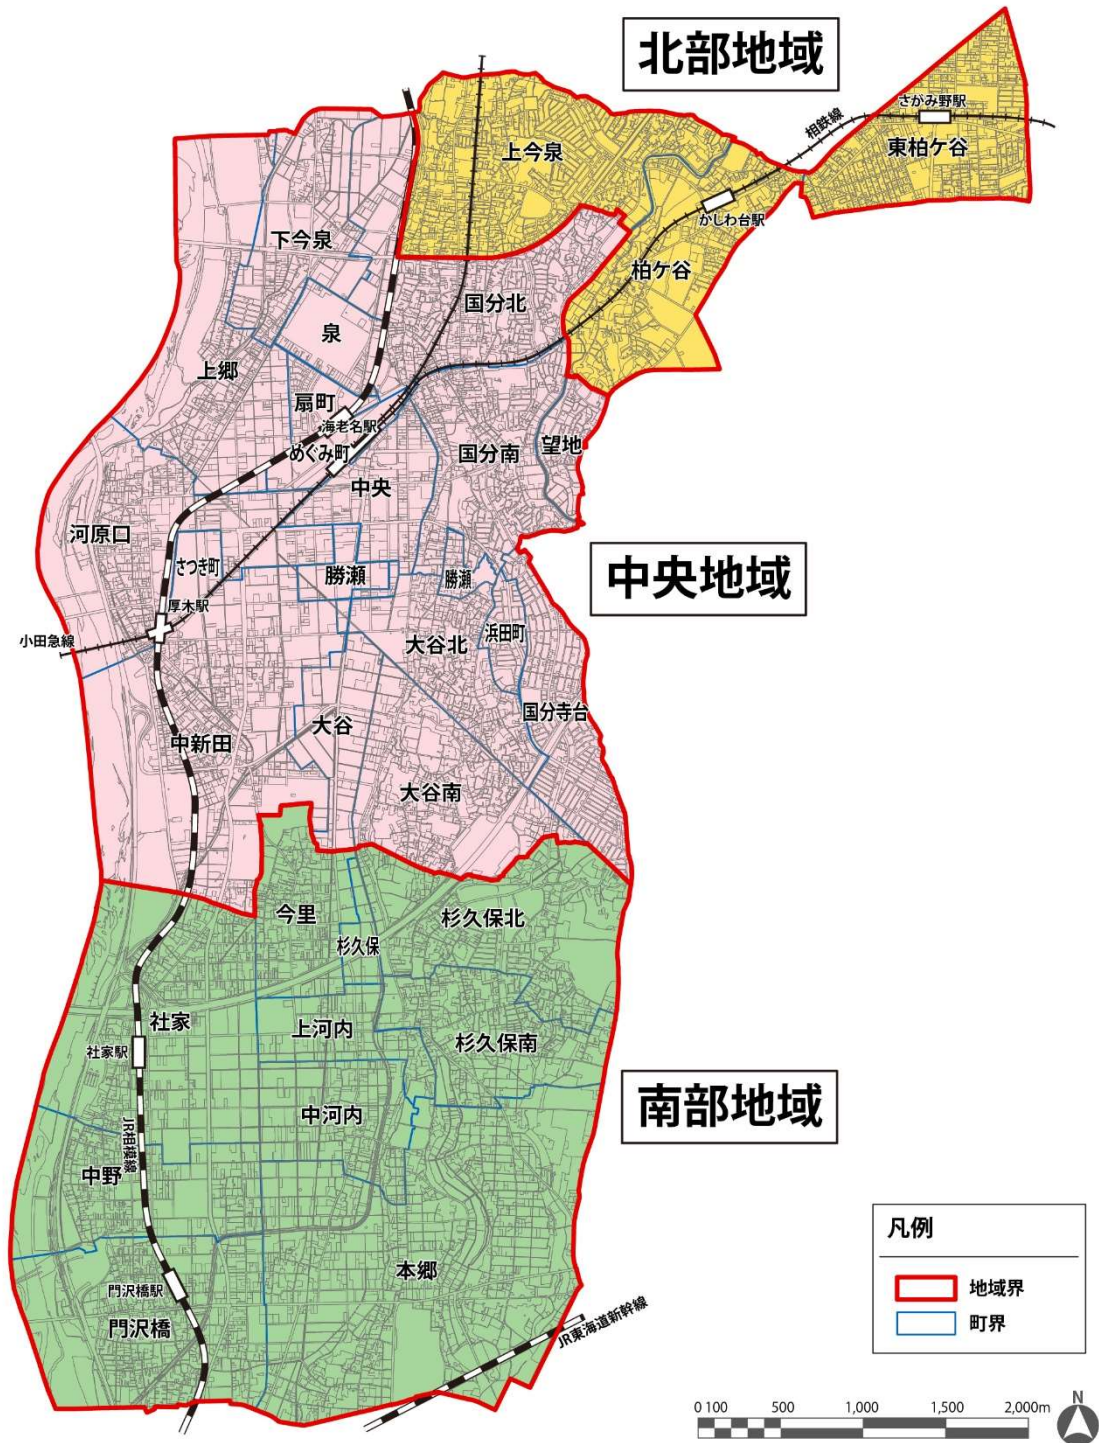 北部地域
さがみ野駅
相鉄線
東柏ケ谷
上今泉
かしわ台駅
下今泉
柏ケ谷
国分北
泉
上郷
扇町
海老名駅
めぐみ町
国分南
望地
中央
河原口
さつき町
勝瀬
勝瀬
中央地域
厚木駅
小田急線
浜田町
大谷北
国分寺台
大谷
中新田
大谷南
今里
杉久保北
杉久保
社家
上河内
杉久保南
社家駅
南部地域
中河内
JR相模線
中野
凡例
本郷
地域界
門沢橋駅
町界
門沢橋
JR東海道新幹線
0 100 500 1,000 1,500 2,000m
N